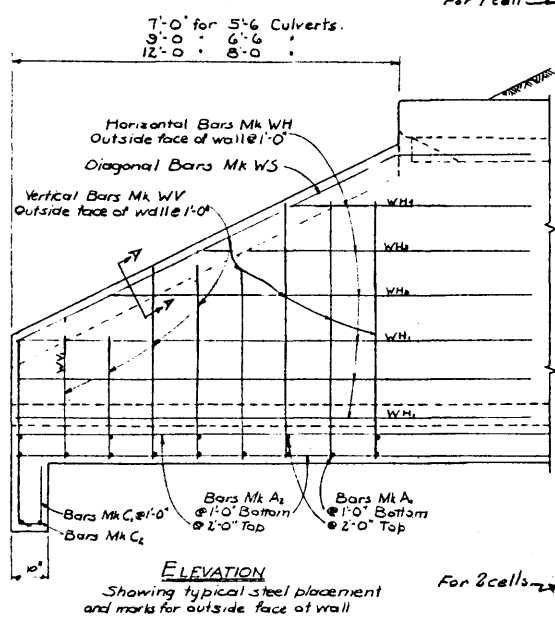 For 1 cell
7'-0" for 5'-6 Culverts.
9'-0 " 6'-6 "
12'-0 " 8'-0 "
Horizontal Bars Mk WH
Outside face of wall @ 1'-0"
Diagonal Bars Mk WS
Vertical Bars Mk WV
Outside face of wall @ 1'-0"
WH4
WH3
WH2
WH1
WH1
WV1
A
A
Bars Mk C1 @ 1'-0"
Bars Mk C2
Bars Mk A2
@ 1'-0" Bottom
@ 2'-0" Top
Bars Mk A1
@ 1'-0" Bottom
@ 2'-0" Top
10"
ELEVATION
Showing typical steel placement
and marks for outside face of wall
For 2 cells